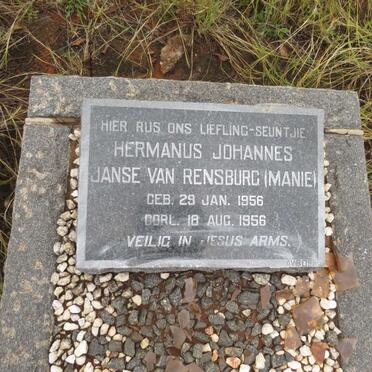 HIER RUS ONS LIEFLING-SEUNTJIE
HERMANUS JOHANNES
JANSE VAN RENSBURG (MANIE)
GEB. 29 JAN. 1956
OORL. 18 AUG. 1956
VEILIG IN JESUS ARMS.